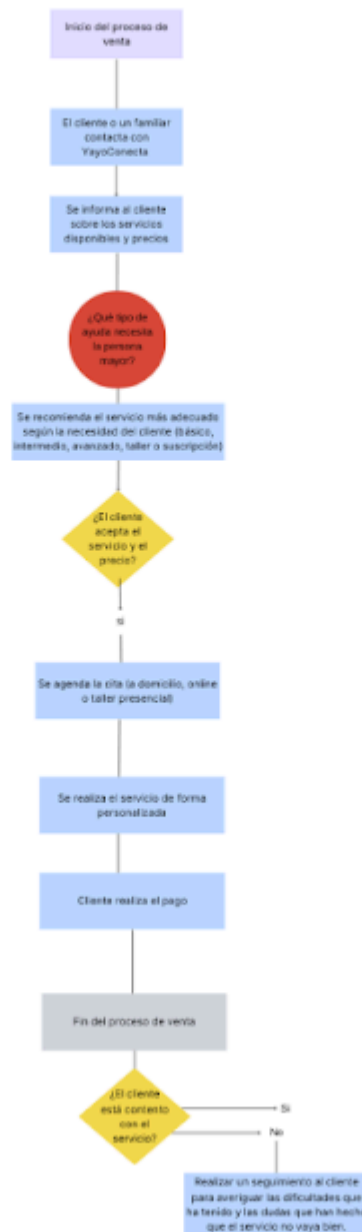 Inicio del proceso de
venta
El cliente o un familiar
contacta con
YayoConecta
Se informa al cliente
sobre los servicios
disponibles y precios
¿Qué tipo de
ayuda necesita
la persona
mayor?
Se recomienda el servicio más adecuado
según la necesidad del cliente (básico,
intermedio, avanzado, taller o suscripción)
¿El cliente
acepta el
servicio y el
precio?
Si
Se agenda la cita (a domicilio, online
o taller presencial)
Se realiza el servicio de forma
personalizada
Cliente realiza el pago
Fin del proceso de venta
¿El cliente
está contento
con el
servicio?
Si
No
Realizar un seguimiento al cliente
para averiguar las dificultades que
ha tenido y las dudas que han hecho
que el servicio no vaya bien.